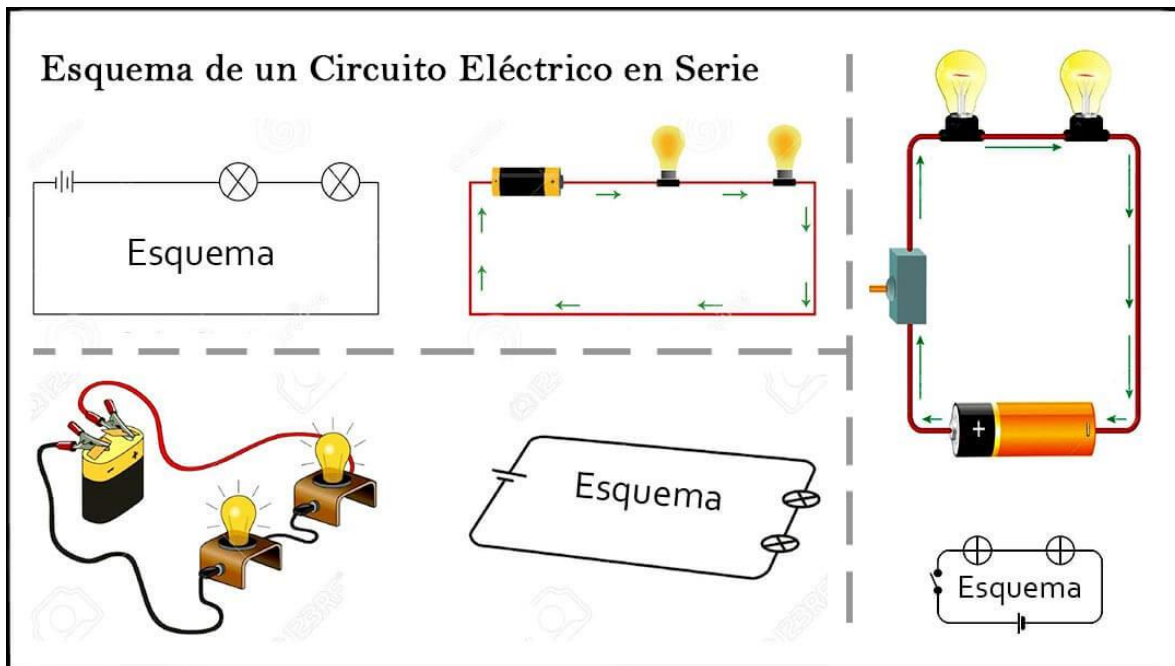 Esquema de un Circuito Eléctrico en Serie
Esquema
- +
- +
Esquema
+ -
Esquema